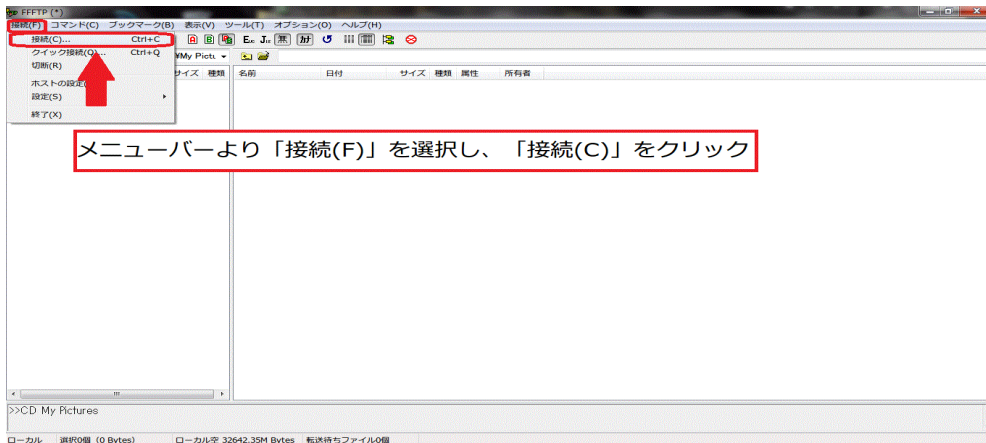 FFFTP (*)
接続(F) コマンド(C) ブックマーク(B) 表示(V) ツール(T) オプション(O) ヘルプ(H)
接続(C)... Ctrl+C
クイック接続(Q)... Ctrl+Q
切断(R)
ホストの設定
設定(S)
終了(X)
¥My Pictu
サイズ 種類 名前 日付 サイズ 種類 属性 所有者
メニューバーより「接続(F)」を選択し、「接続(C)」をクリック
>>CD My Pictures
ローカル 選択0個 (0 Bytes) ローカル空 32642.35M Bytes 転送待ちファイル0個